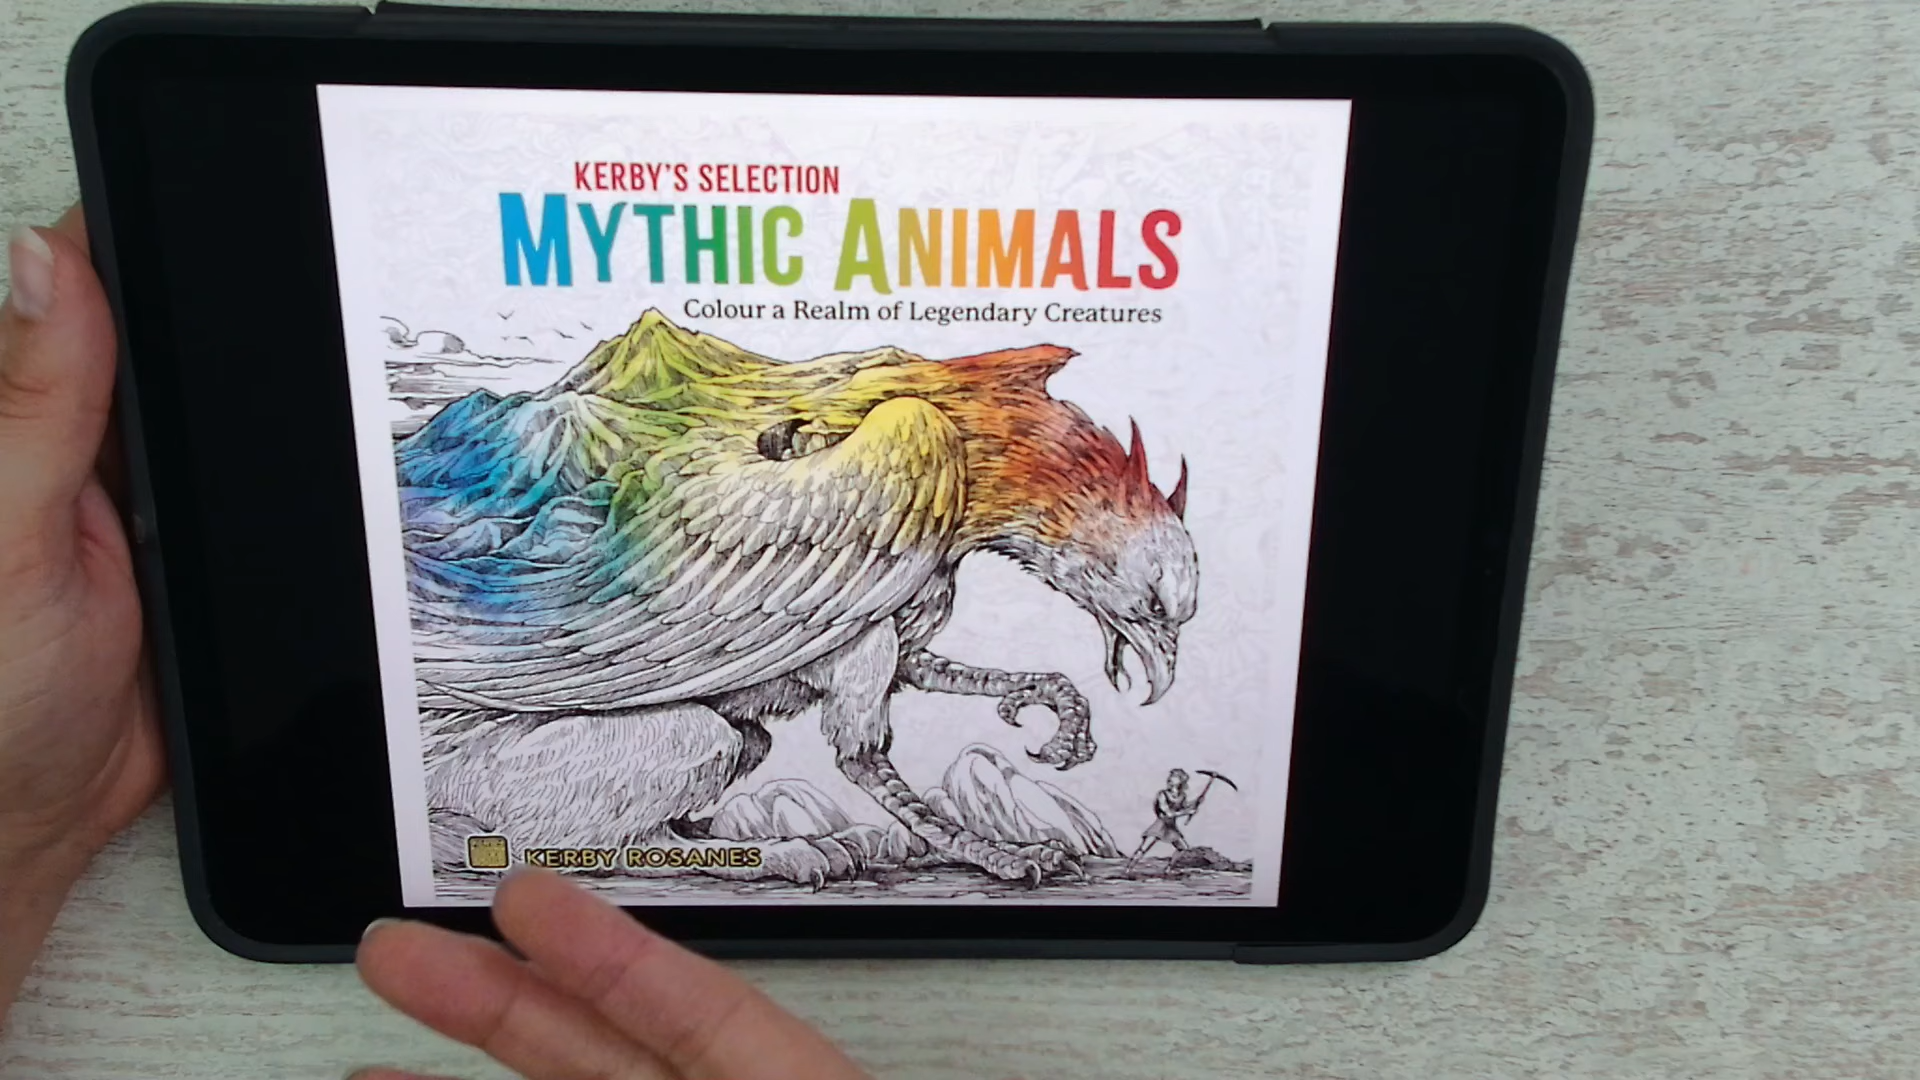 KERBY'S SELECTION
MYTHIC ANIMALS
Colour a Realm of Legendary Creatures
KERBY ROSANES